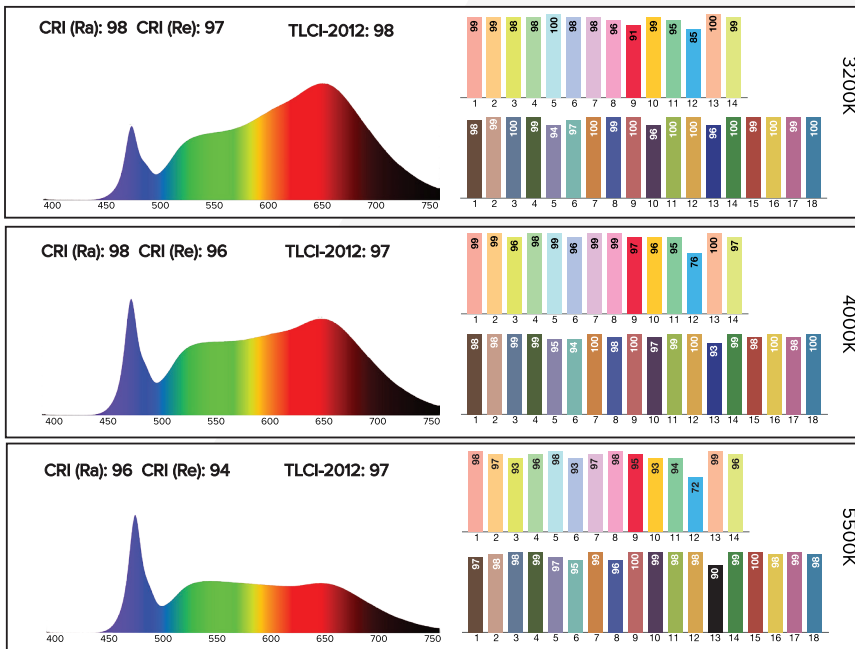 CRI (Ra): 98 CRI (Re): 97 TLCI-2012: 98
99 99 98 98 100 98 98 96 91 99 95 85 100 99
1 2 3 4 5 6 7 8 9 10 11 12 13 14
98 99 100 99 94 97 100 99 100 96 100 100 96 100 99 100 99 100
400 450 500 550 600 650 700 750
1 2 3 4 5 6 7 8 9 10 11 12 13 14 15 16 17 18
3200K
CRI (Ra): 98 CRI (Re): 96 TLCI-2012: 97
99 99 96 98 99 96 99 99 97 96 95 76 100 97
1 2 3 4 5 6 7 8 9 10 11 12 13 14
98 98 99 99 95 94 100 98 100 97 99 100 93 99 98 100 98 100
400 450 500 550 600 650 700 750
1 2 3 4 5 6 7 8 9 10 11 12 13 14 15 16 17 18
4000K
CRI (Ra): 96 CRI (Re): 94 TLCI-2012: 97
98 97 93 96 98 93 97 98 95 93 94 72 99 96
1 2 3 4 5 6 7 8 9 10 11 12 13 14
97 98 98 99 97 95 99 96 100 99 98 98 90 99 100 98 99 98
400 450 500 550 600 650 700 750
1 2 3 4 5 6 7 8 9 10 11 12 13 14 15 16 17 18
5500K